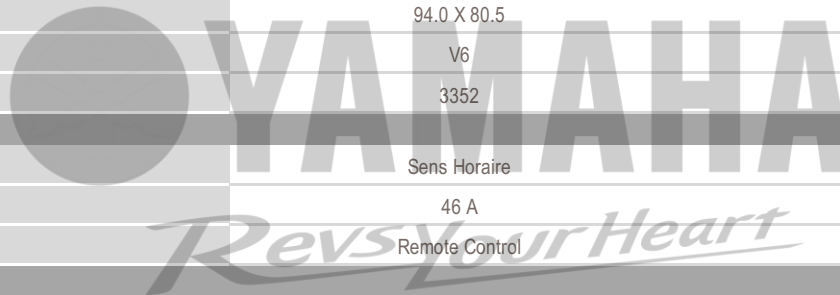 94.0 X 80.5
V6
3352
YAMAHA
Sens Horaire
46 A
Remote Control
Revs Your Heart